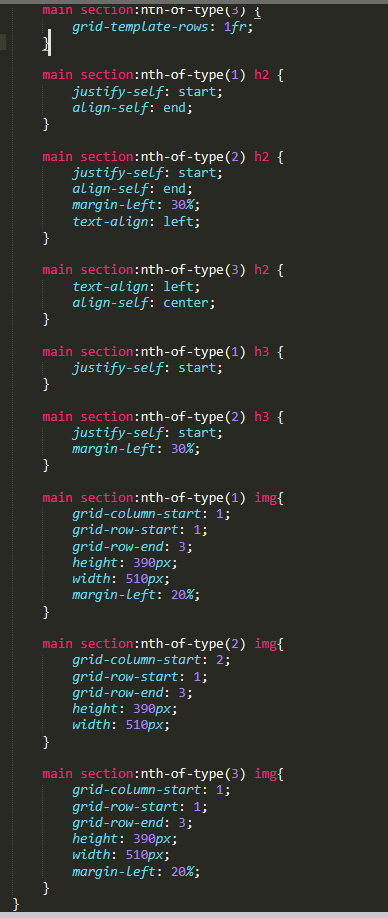 main section:nth-of-type(3) {
grid-template-rows: 1fr;
}
main section:nth-of-type(1) h2 {
justify-self: start;
align-self: end;
}
main section:nth-of-type(2) h2 {
justify-self: start;
align-self: end;
margin-left: 30%;
text-align: left;
}
main section:nth-of-type(3) h2 {
text-align: left;
align-self: center;
}
main section:nth-of-type(1) h3 {
justify-self: start;
}
main section:nth-of-type(2) h3 {
justify-self: start;
margin-left: 30%;
}
main section:nth-of-type(1) img{
grid-column-start: 1;
grid-row-start: 1;
grid-row-end: 3;
height: 390px;
width: 510px;
margin-left: 20%;
}
main section:nth-of-type(2) img{
grid-column-start: 2;
grid-row-start: 1;
grid-row-end: 3;
height: 390px;
width: 510px;
}
main section:nth-of-type(3) img{
grid-column-start: 1;
grid-row-start: 1;
grid-row-end: 3;
height: 390px;
width: 510px;
margin-left: 20%;
}
}